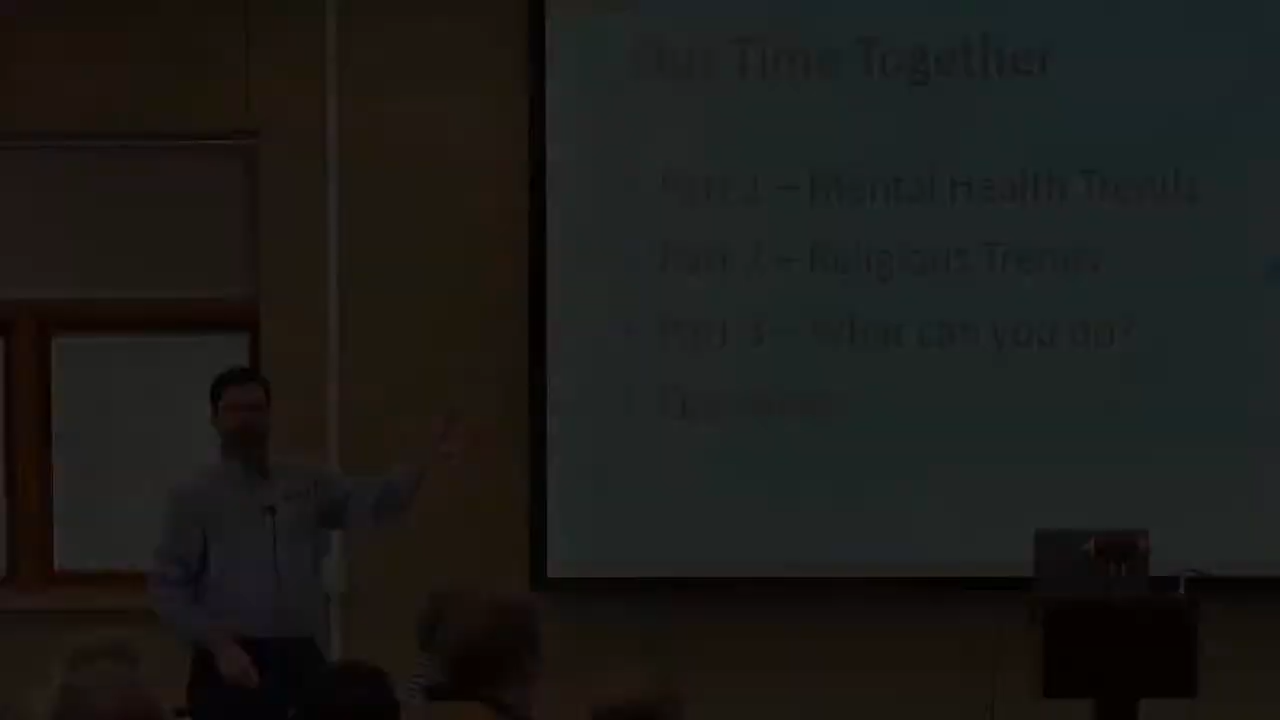 Our Time Together
Part 1 – Mental Health Trends
Part 2 – Religious Trends
Part 3 – What can you do?